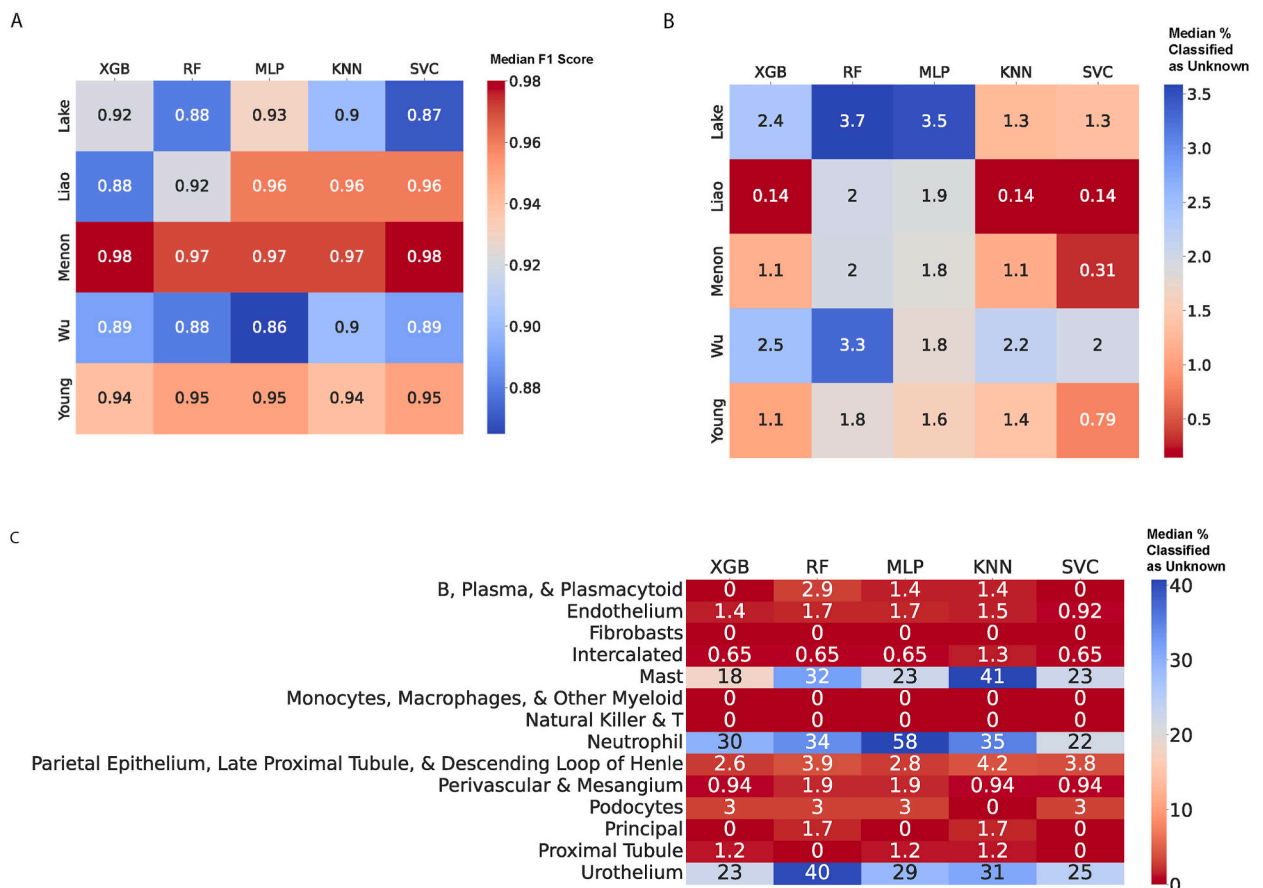 A
Median F1 Score
XGB RF MLP KNN SVC
Lake 0.92 0.88 0.93 0.9 0.87
Liao 0.88 0.92 0.96 0.96 0.96
Menon 0.98 0.97 0.97 0.97 0.98
Wu 0.89 0.88 0.86 0.9 0.89
Young 0.94 0.95 0.95 0.94 0.95
0.98
0.96
0.94
0.92
0.90
0.88
B
Median %
Classified
as Unknown
XGB RF MLP KNN SVC
Lake 2.4 3.7 3.5 1.3 1.3
Liao 0.14 2 1.9 0.14 0.14
Menon 1.1 2 1.8 1.1 0.31
Wu 2.5 3.3 1.8 2.2 2
Young 1.1 1.8 1.6 1.4 0.79
3.5
3.0
2.5
2.0
1.5
1.0
0.5
C
Median %
Classified
as Unknown
XGB RF MLP KNN SVC
B, Plasma, & Plasmacytoid 0 2.9 1.4 1.4 0
Endothelium 1.4 1.7 1.7 1.5 0.92
Fibrobasts 0 0 0 0 0
Intercalated 0.65 0.65 0.65 1.3 0.65
Mast 18 32 23 41 23
Monocytes, Macrophages, & Other Myeloid 0 0 0 0 0
Natural Killer & T 0 0 0 0 0
Neutrophil 30 34 58 35 22
Parietal Epithelium, Late Proximal Tubule, & Descending Loop of Henle 2.6 3.9 2.8 4.2 3.8
Perivascular & Mesangium 0.94 1.9 1.9 0.94 0.94
Podocytes 3 3 3 0 3
Principal 0 1.7 0 1.7 0
Proximal Tubule 1.2 0 1.2 1.2 0
Urothelium 23 40 29 31 25
40
30
20
10
0